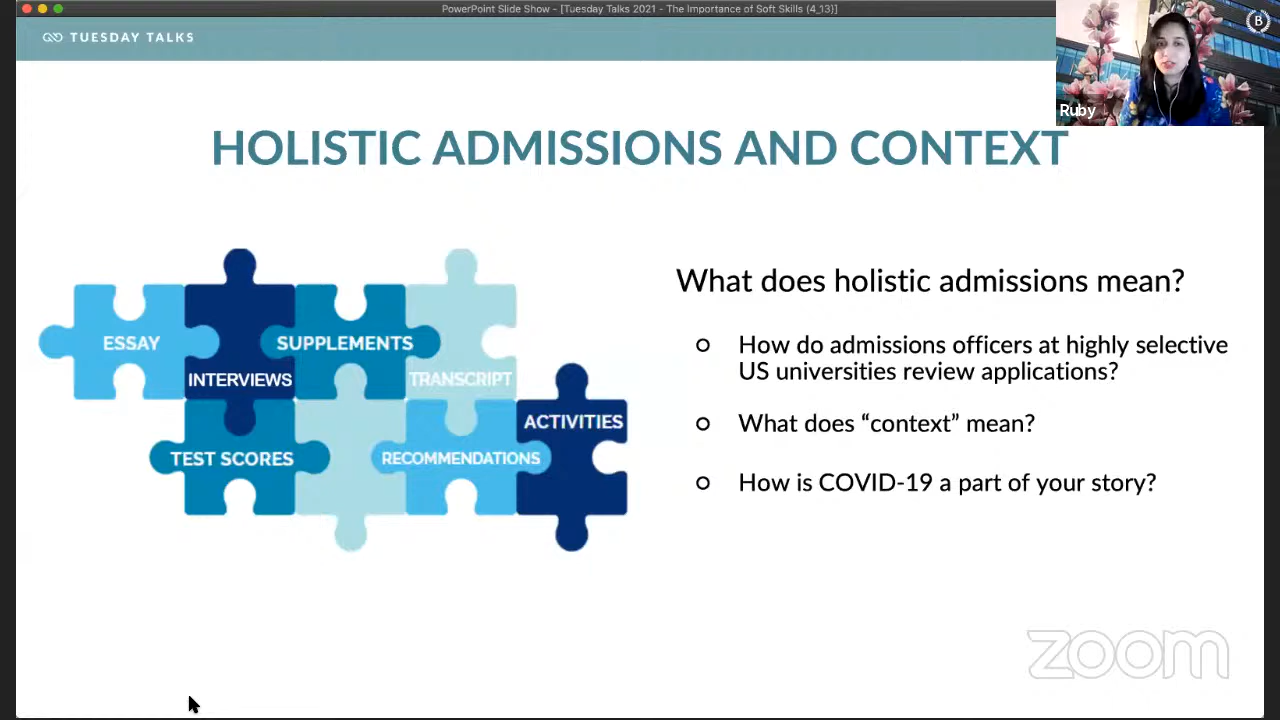 PowerPoint Slide Show - [Tuesday Talks 2021 - The Importance of Soft Skills (4_13)]
TUESDAY TALKS
B
Ruby
HOLISTIC ADMISSIONS AND CONTEXT
ESSAY
INTERVIEWS
SUPPLEMENTS
TRANSCRIPT
TEST SCORES
RECOMMENDATIONS
ACTIVITIES
What does holistic admissions mean?
How do admissions officers at highly selective
US universities review applications?
What does “context” mean?
How is COVID-19 a part of your story?
zoom